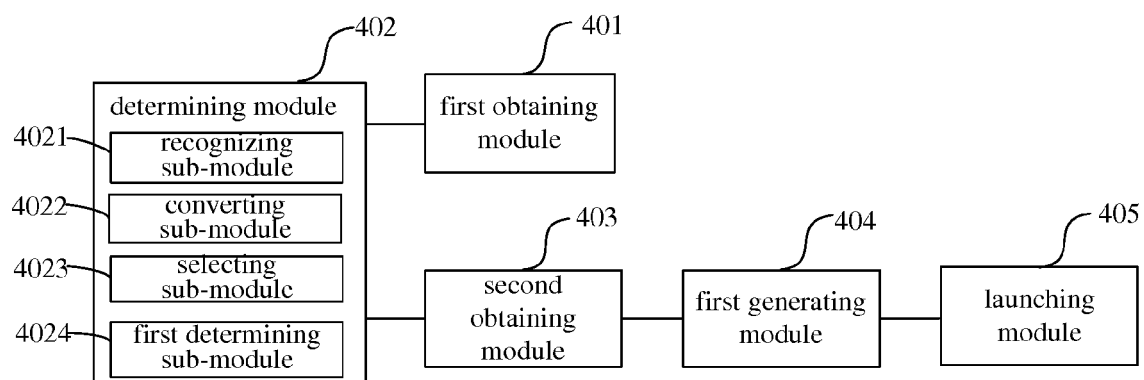 402
401
determining module
first obtaining
module
4021
recognizing
sub-module
4022
converting
sub-module
403
404
405
4023
selecting
sub-module
second
obtaining
module
first generating
module
launching
module
4024
first determining
sub-module